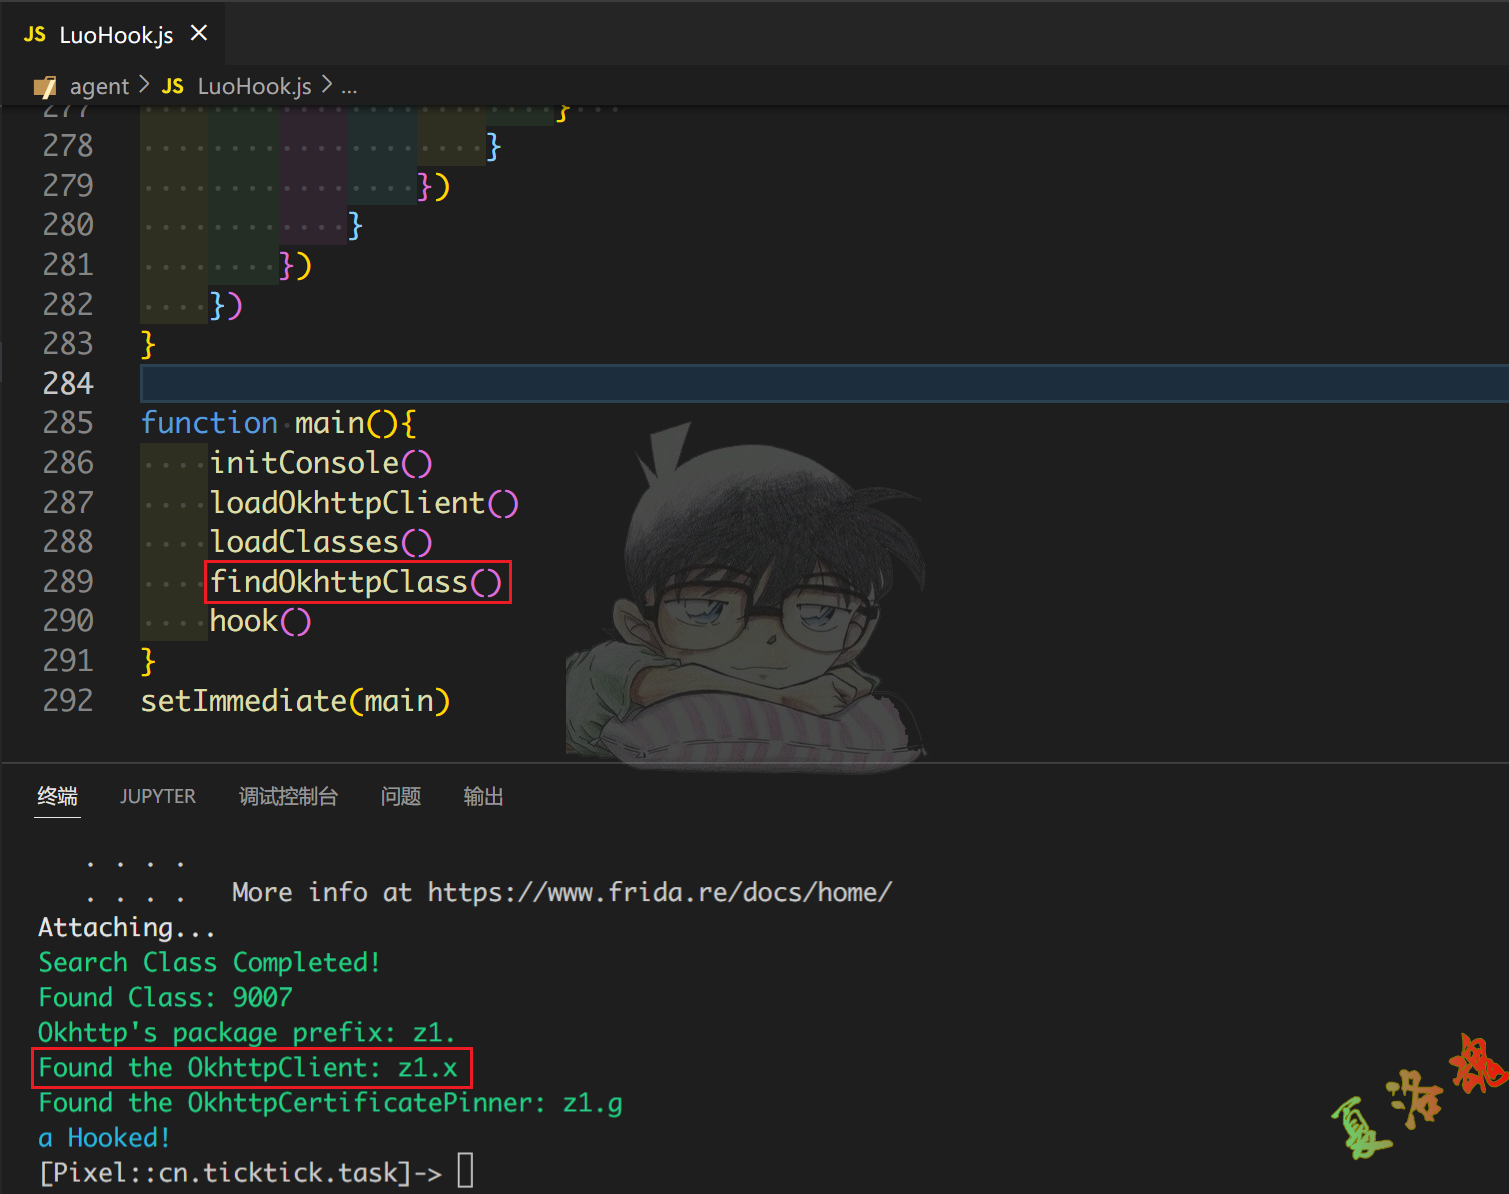 JS LuoHook.js ×
agent > JS LuoHook.js > ...
277 }
278 }
279 })
280 }
281 })
282 })
283 }
284
285 function main(){
286 initConsole()
287 loadOkhttpClient()
288 loadClasses()
289 findOkhttpClass()
290 hook()
291 }
292 setImmediate(main)
终端 JUPYTER 调试控制台 问题 输出
. . . .
. . . . More info at https://www.frida.re/docs/home/
Attaching...
Search Class Completed!
Found Class: 9007
Okhttp's package prefix: z1.
Found the OkhttpClient: z1.x
Found the OkhttpCertificatePinner: z1.g
a Hooked!
[Pixel::cn.ticktick.task]->
夏洛魂